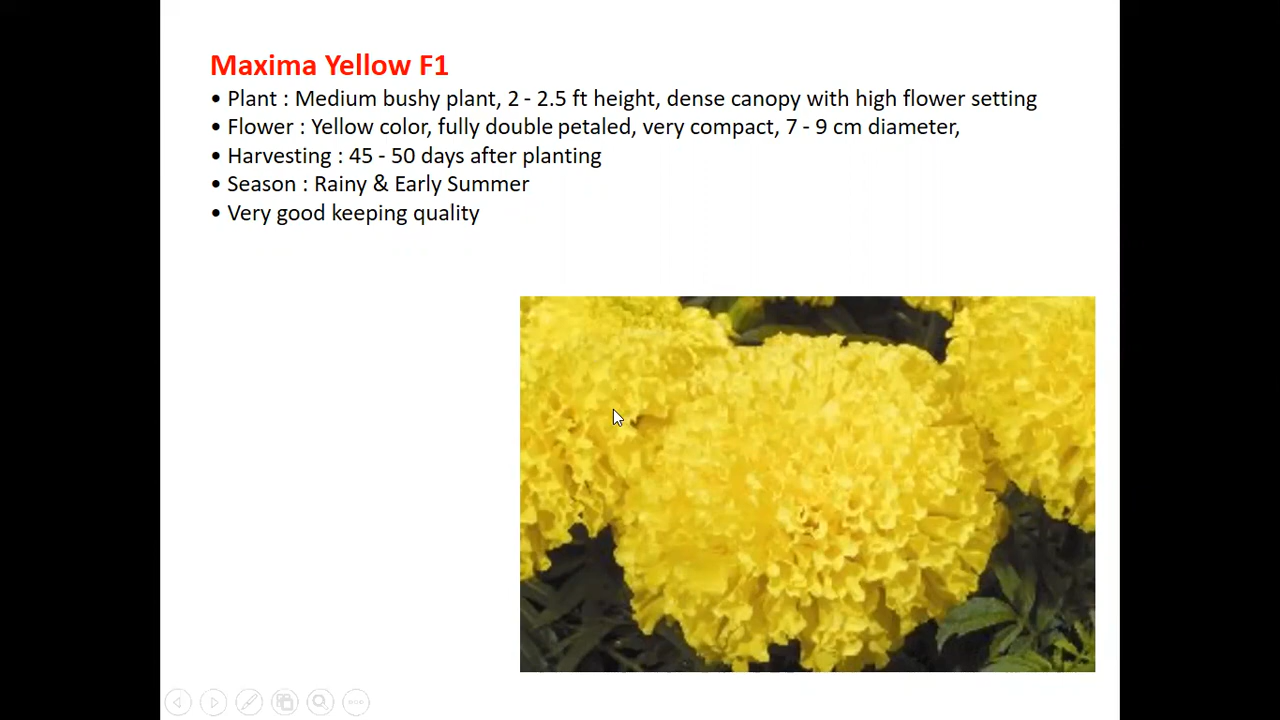 Maxima Yellow F1
• Plant : Medium bushy plant, 2 - 2.5 ft height, dense canopy with high flower setting
• Flower : Yellow color, fully double petaled, very compact, 7 - 9 cm diameter,
• Harvesting : 45 - 50 days after planting
• Season : Rainy & Early Summer
• Very good keeping quality